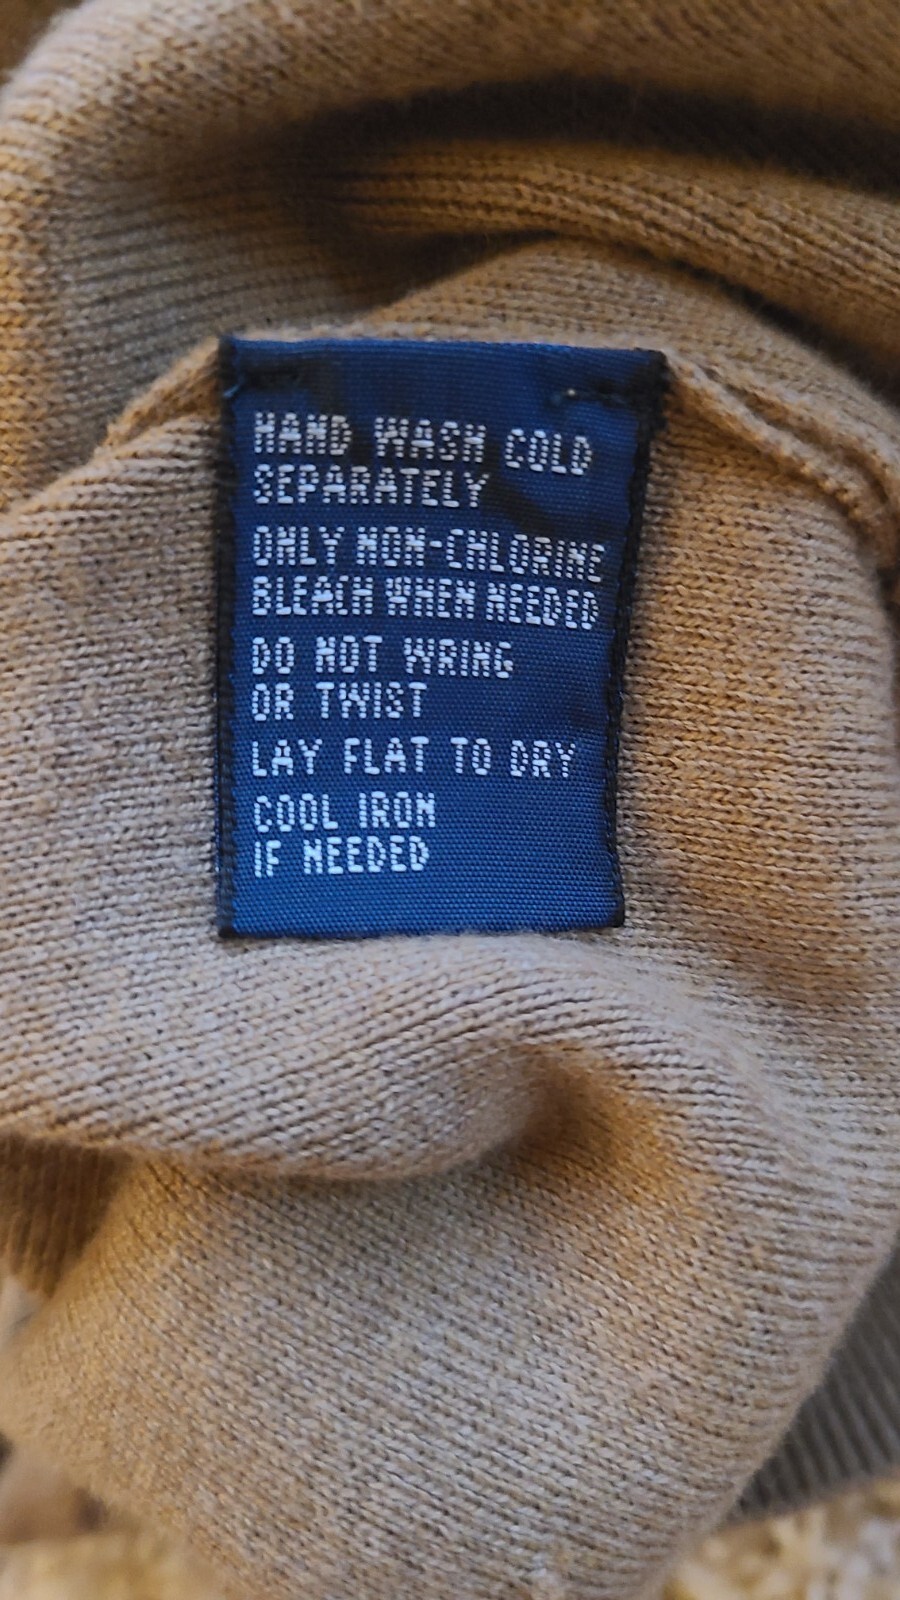 HAND WASH COLD
SEPARATELY
ONLY NON-CHLORINE
BLEACH WHEN NEEDED
DO NOT WRING
OR TWIST
LAY FLAT TO DRY
COOL IRON
IF NEEDED